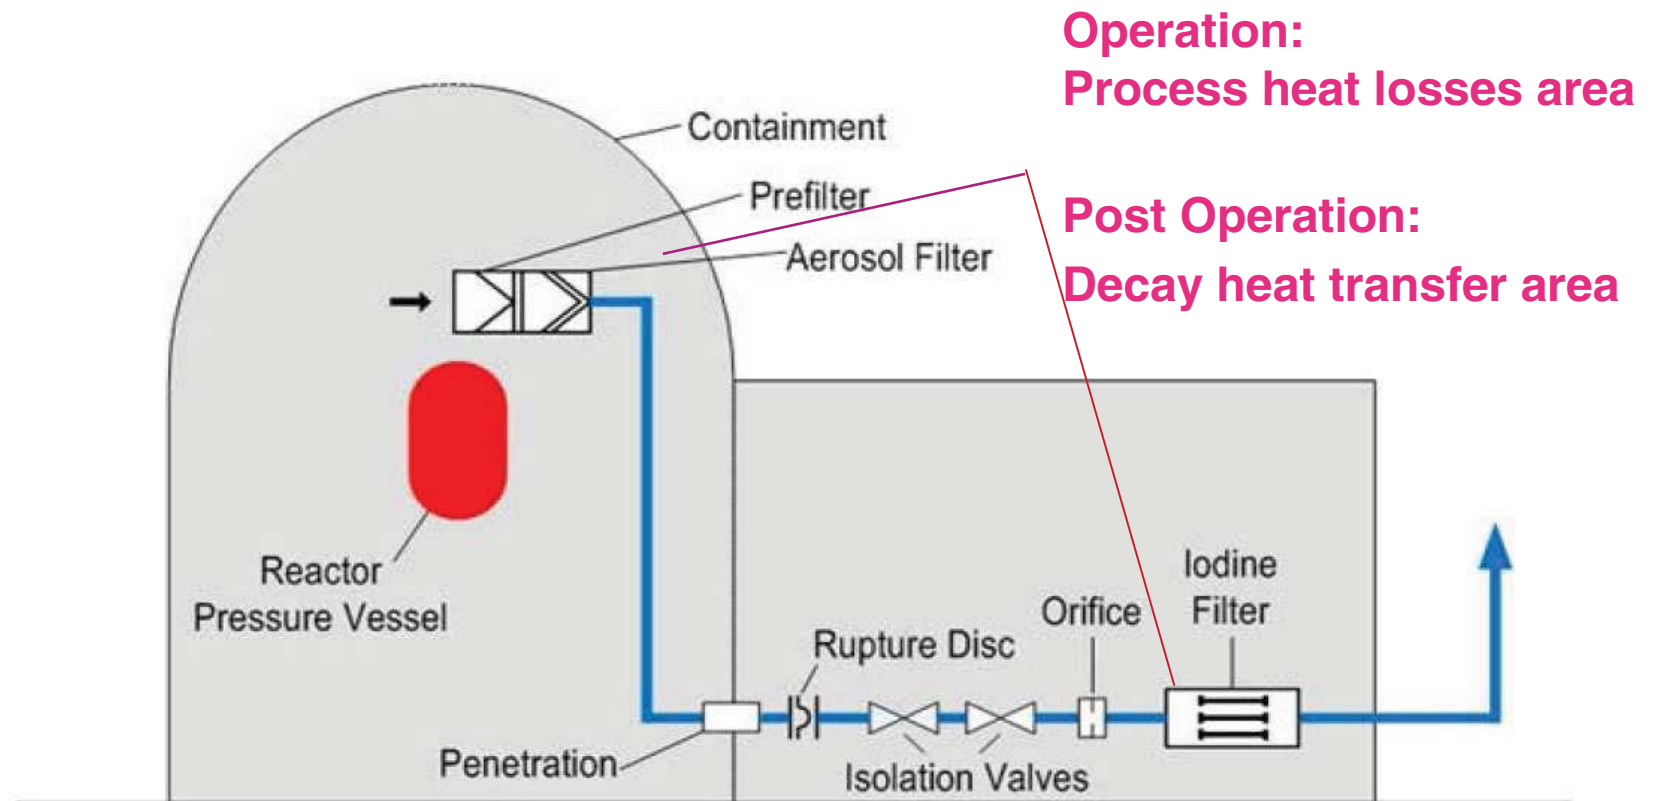 Operation:
Process heat losses area
Containment
Prefilter
Post Operation:
Aerosol Filter
Decay heat transfer area
Reactor
Pressure Vessel
Iodine
Filter
Orifice
Rupture Disc
Penetration
Isolation Valves